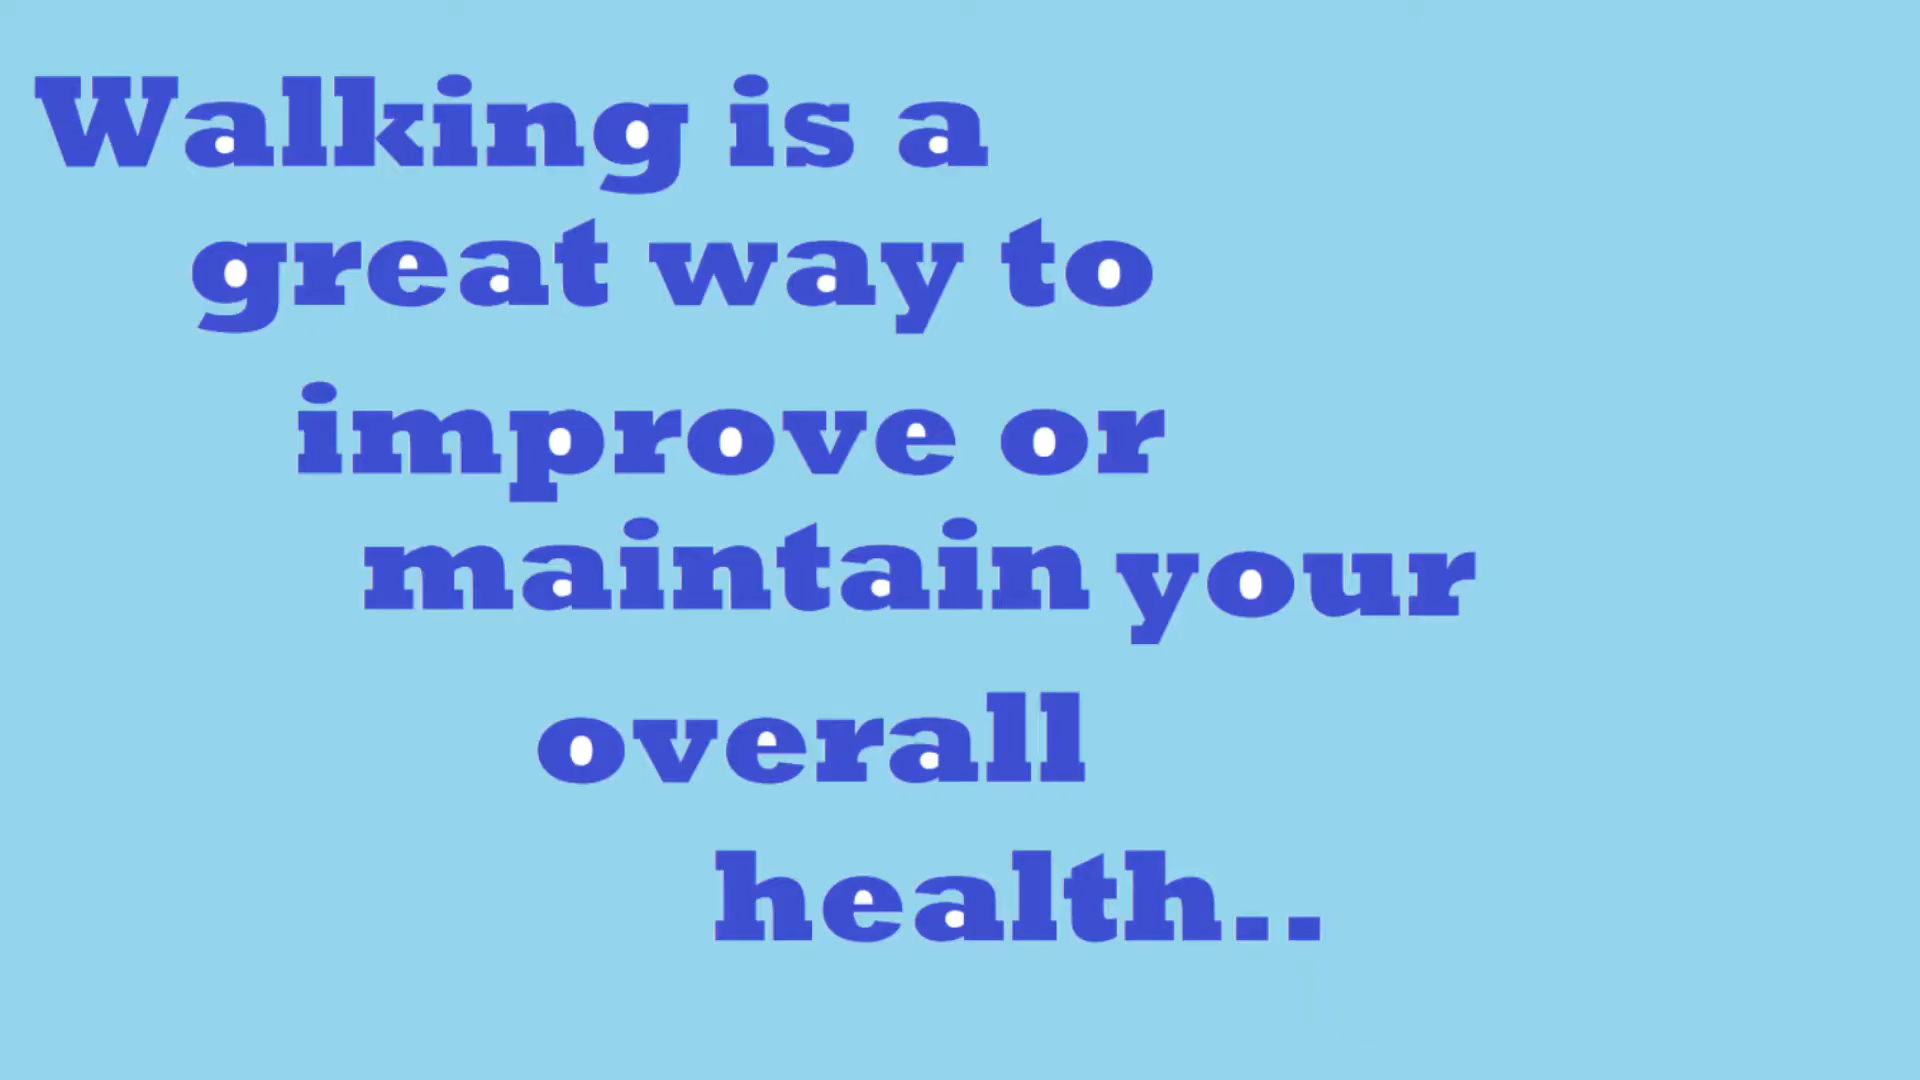 Walking is a
great way to
improve or
maintain your
overall
health..